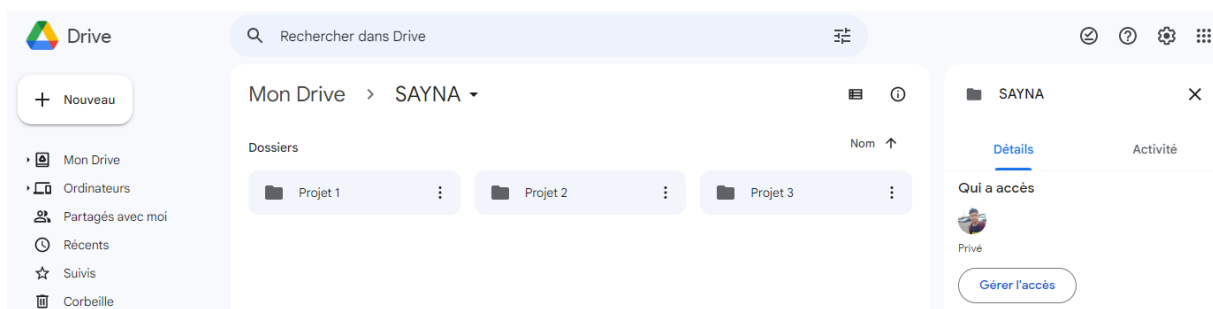 Drive
Rechercher dans Drive
Nouveau
Mon Drive
Ordinateurs
Partagés avec moi
Récents
Suivis
Corbeille
Mon Drive > SAYNA
Dossiers
Nom
Projet 1
Projet 2
Projet 3
SAYNA
Détails Activité
Qui a accès
Privé
Gérer l'accès